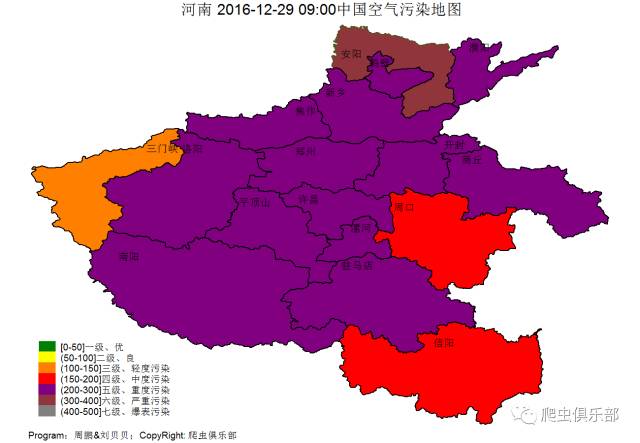 河南 2016-12-29 09:00中国空气污染地图
安阳
濮阳
鹤壁
新乡
焦作
三门峡
洛阳
郑州
开封
商丘
平顶山
许昌
周口
漯河
南阳
驻马店
信阳
[0-50]一级、优
(50-100]二级、良
(100-150]三级、轻度污染
(150-200]四级、中度污染
(200-300]五级、重度污染
(300-400]六级、严重污染
(400-500]七级、爆表污染
爬虫俱乐部
Program：周鹏&刘贝贝；CopyRight: 爬虫俱乐部